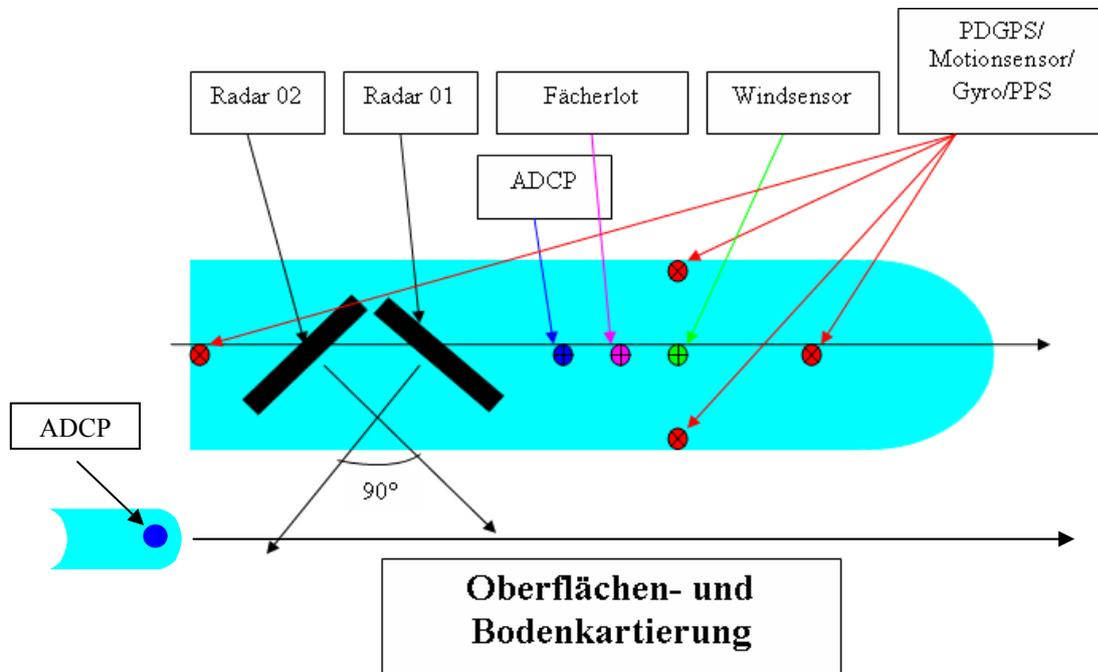 PDGPS/
Motionsensor/
Gyro/PPS
Radar 02
Radar 01
Fächerlot
Windsensor
ADCP
ADCP
90°
Oberflächen- und
Bodenkartierung